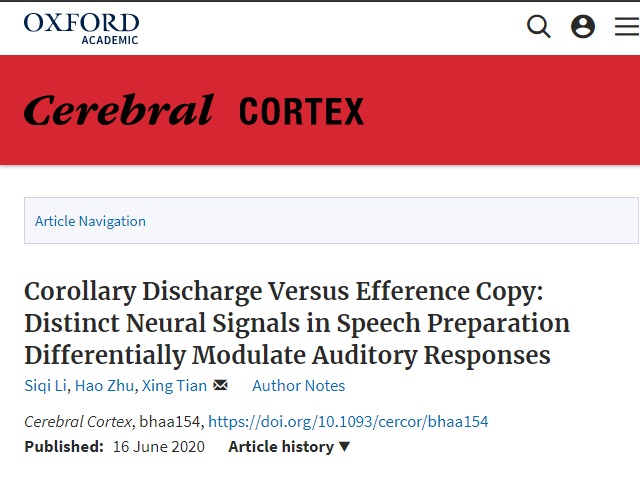 OXFORD
ACADEMIC
Cerebral CORTEX
Article Navigation
Corollary Discharge Versus Efference Copy:
Distinct Neural Signals in Speech Preparation
Differentially Modulate Auditory Responses
Siqi Li, Hao Zhu, Xing Tian Author Notes
Cerebral Cortex, bhaa154, https://doi.org/10.1093/cercor/bhaa154
Published: 16 June 2020 Article history ▼